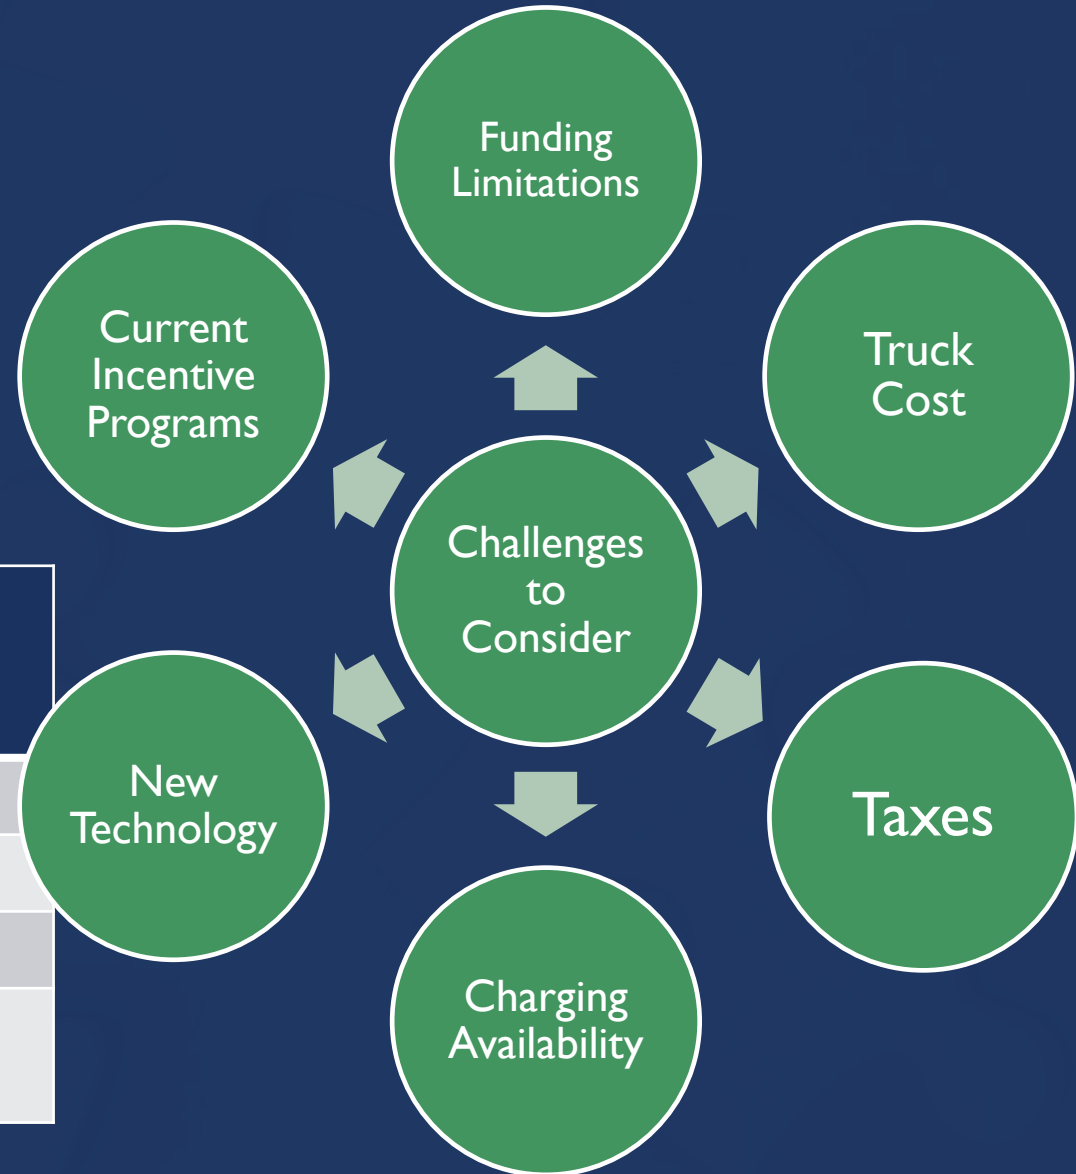 Funding
Limitations
Current
Incentive
Programs
Truck
Cost
Challenges
to
Consider
New
Technology
Taxes
Charging
Availability